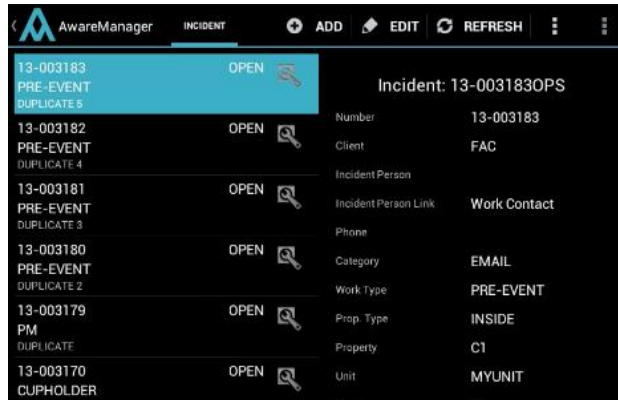 AwareManager INCIDENT ADD EDIT REFRESH
13-003183 OPEN
PRE-EVENT
DUPLICATE 5
13-003182 OPEN
PRE-EVENT
DUPLICATE 4
13-003181 OPEN
PRE-EVENT
DUPLICATE 3
13-003180 OPEN
PRE-EVENT
DUPLICATE 2
13-003179 OPEN
PM
DUPLICATE
13-003170 OPEN
CUPHOLDER
Incident: 13-003183OPS
Number 13-003183
Client FAC
Incident Person
Incident Person Link Work Contact
Phone
Category EMAIL
Work Type PRE-EVENT
Prop. Type INSIDE
Property C1
Unit MYUNIT